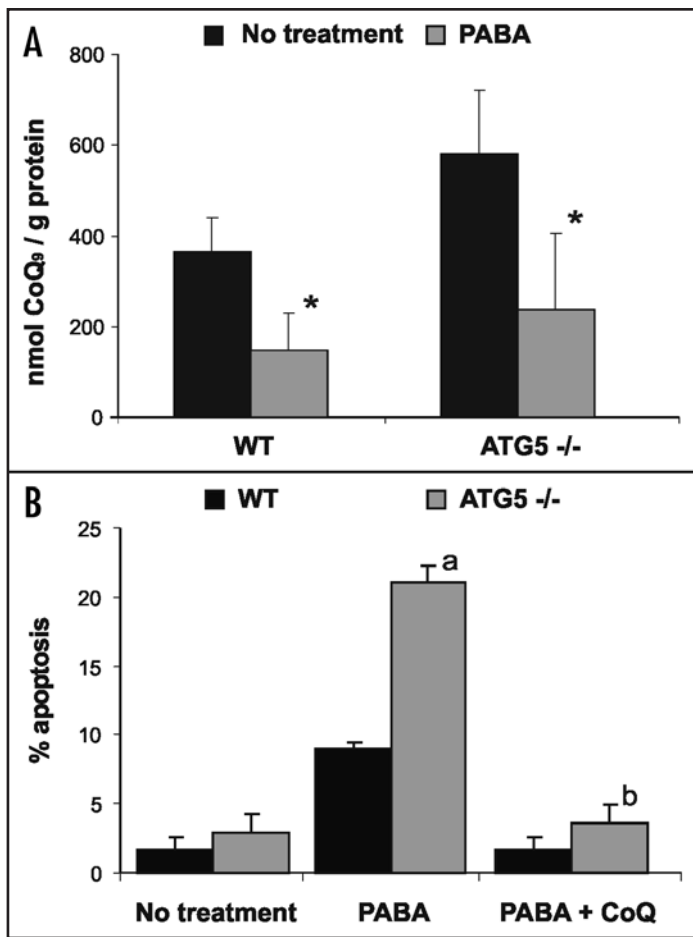 A
No treatment PABA
nmol CoQ₉ / g protein
800
600
400
200
0
*
*
WT ATG5 -/-
B
WT ATG5 -/-
% apoptosis
25
20
15
10
5
0
a
b
No treatment PABA PABA + CoQ